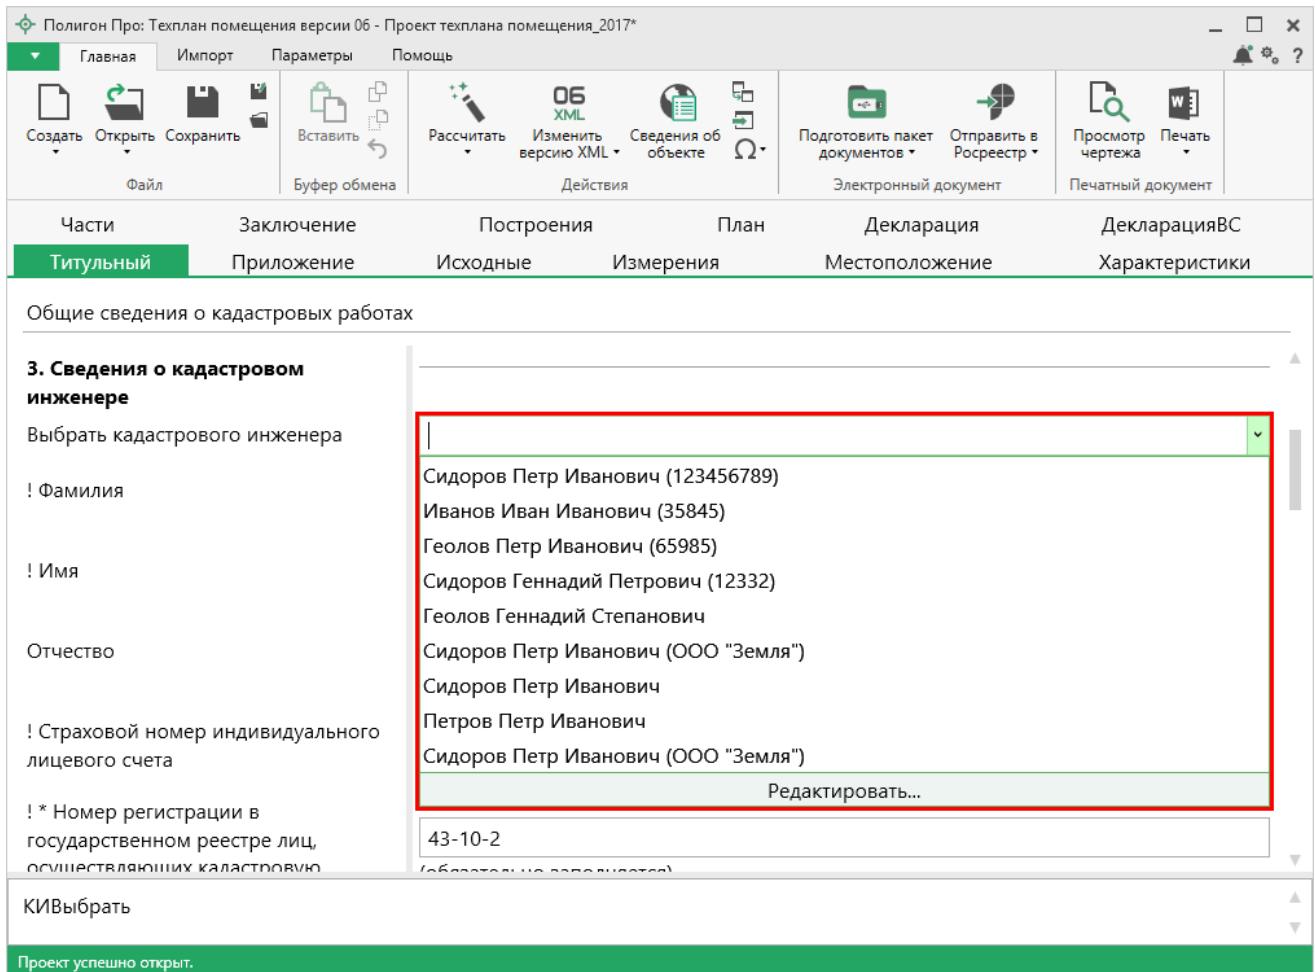 Полигон Про: Техплан помещения версии 06 - Проект техплана помещения_2017*
Главная Импорт Параметры Помощь
?
Создать Открыть Сохранить
Файл
Вставить
Буфер обмена
Рассчитать
06 XML
Изменить версию XML
Сведения об объекте
Ω
Действия
Подготовить пакет документов
Отправить в Росреестр
Электронный документ
Просмотр чертежа
W
Печать
Печатный документ
Части Заключение Построения План Декларация ДекларацияВС
Титульный Приложение Исходные Измерения Местоположение Характеристики
Общие сведения о кадастровых работах
3. Сведения о кадастровом
инженере
Выбрать кадастрового инженера
Сидоров Петр Иванович (123456789)
! Фамилия
Иванов Иван Иванович (35845)
Геолов Петр Иванович (65985)
! Имя
Сидоров Геннадий Петрович (12332)
Геолов Геннадий Степанович
Отчество
Сидоров Петр Иванович (ООО "Земля")
Сидоров Петр Иванович
Петров Петр Иванович
! Страховой номер индивидуального
лицевого счета
Сидоров Петр Иванович (ООО "Земля")
Редактировать...
! * Номер регистрации в
государственном реестре лиц,
осуществляющих кадастровую
43-10-2
(обязательно заполняется)
КИВыбрать
Проект успешно открыт.